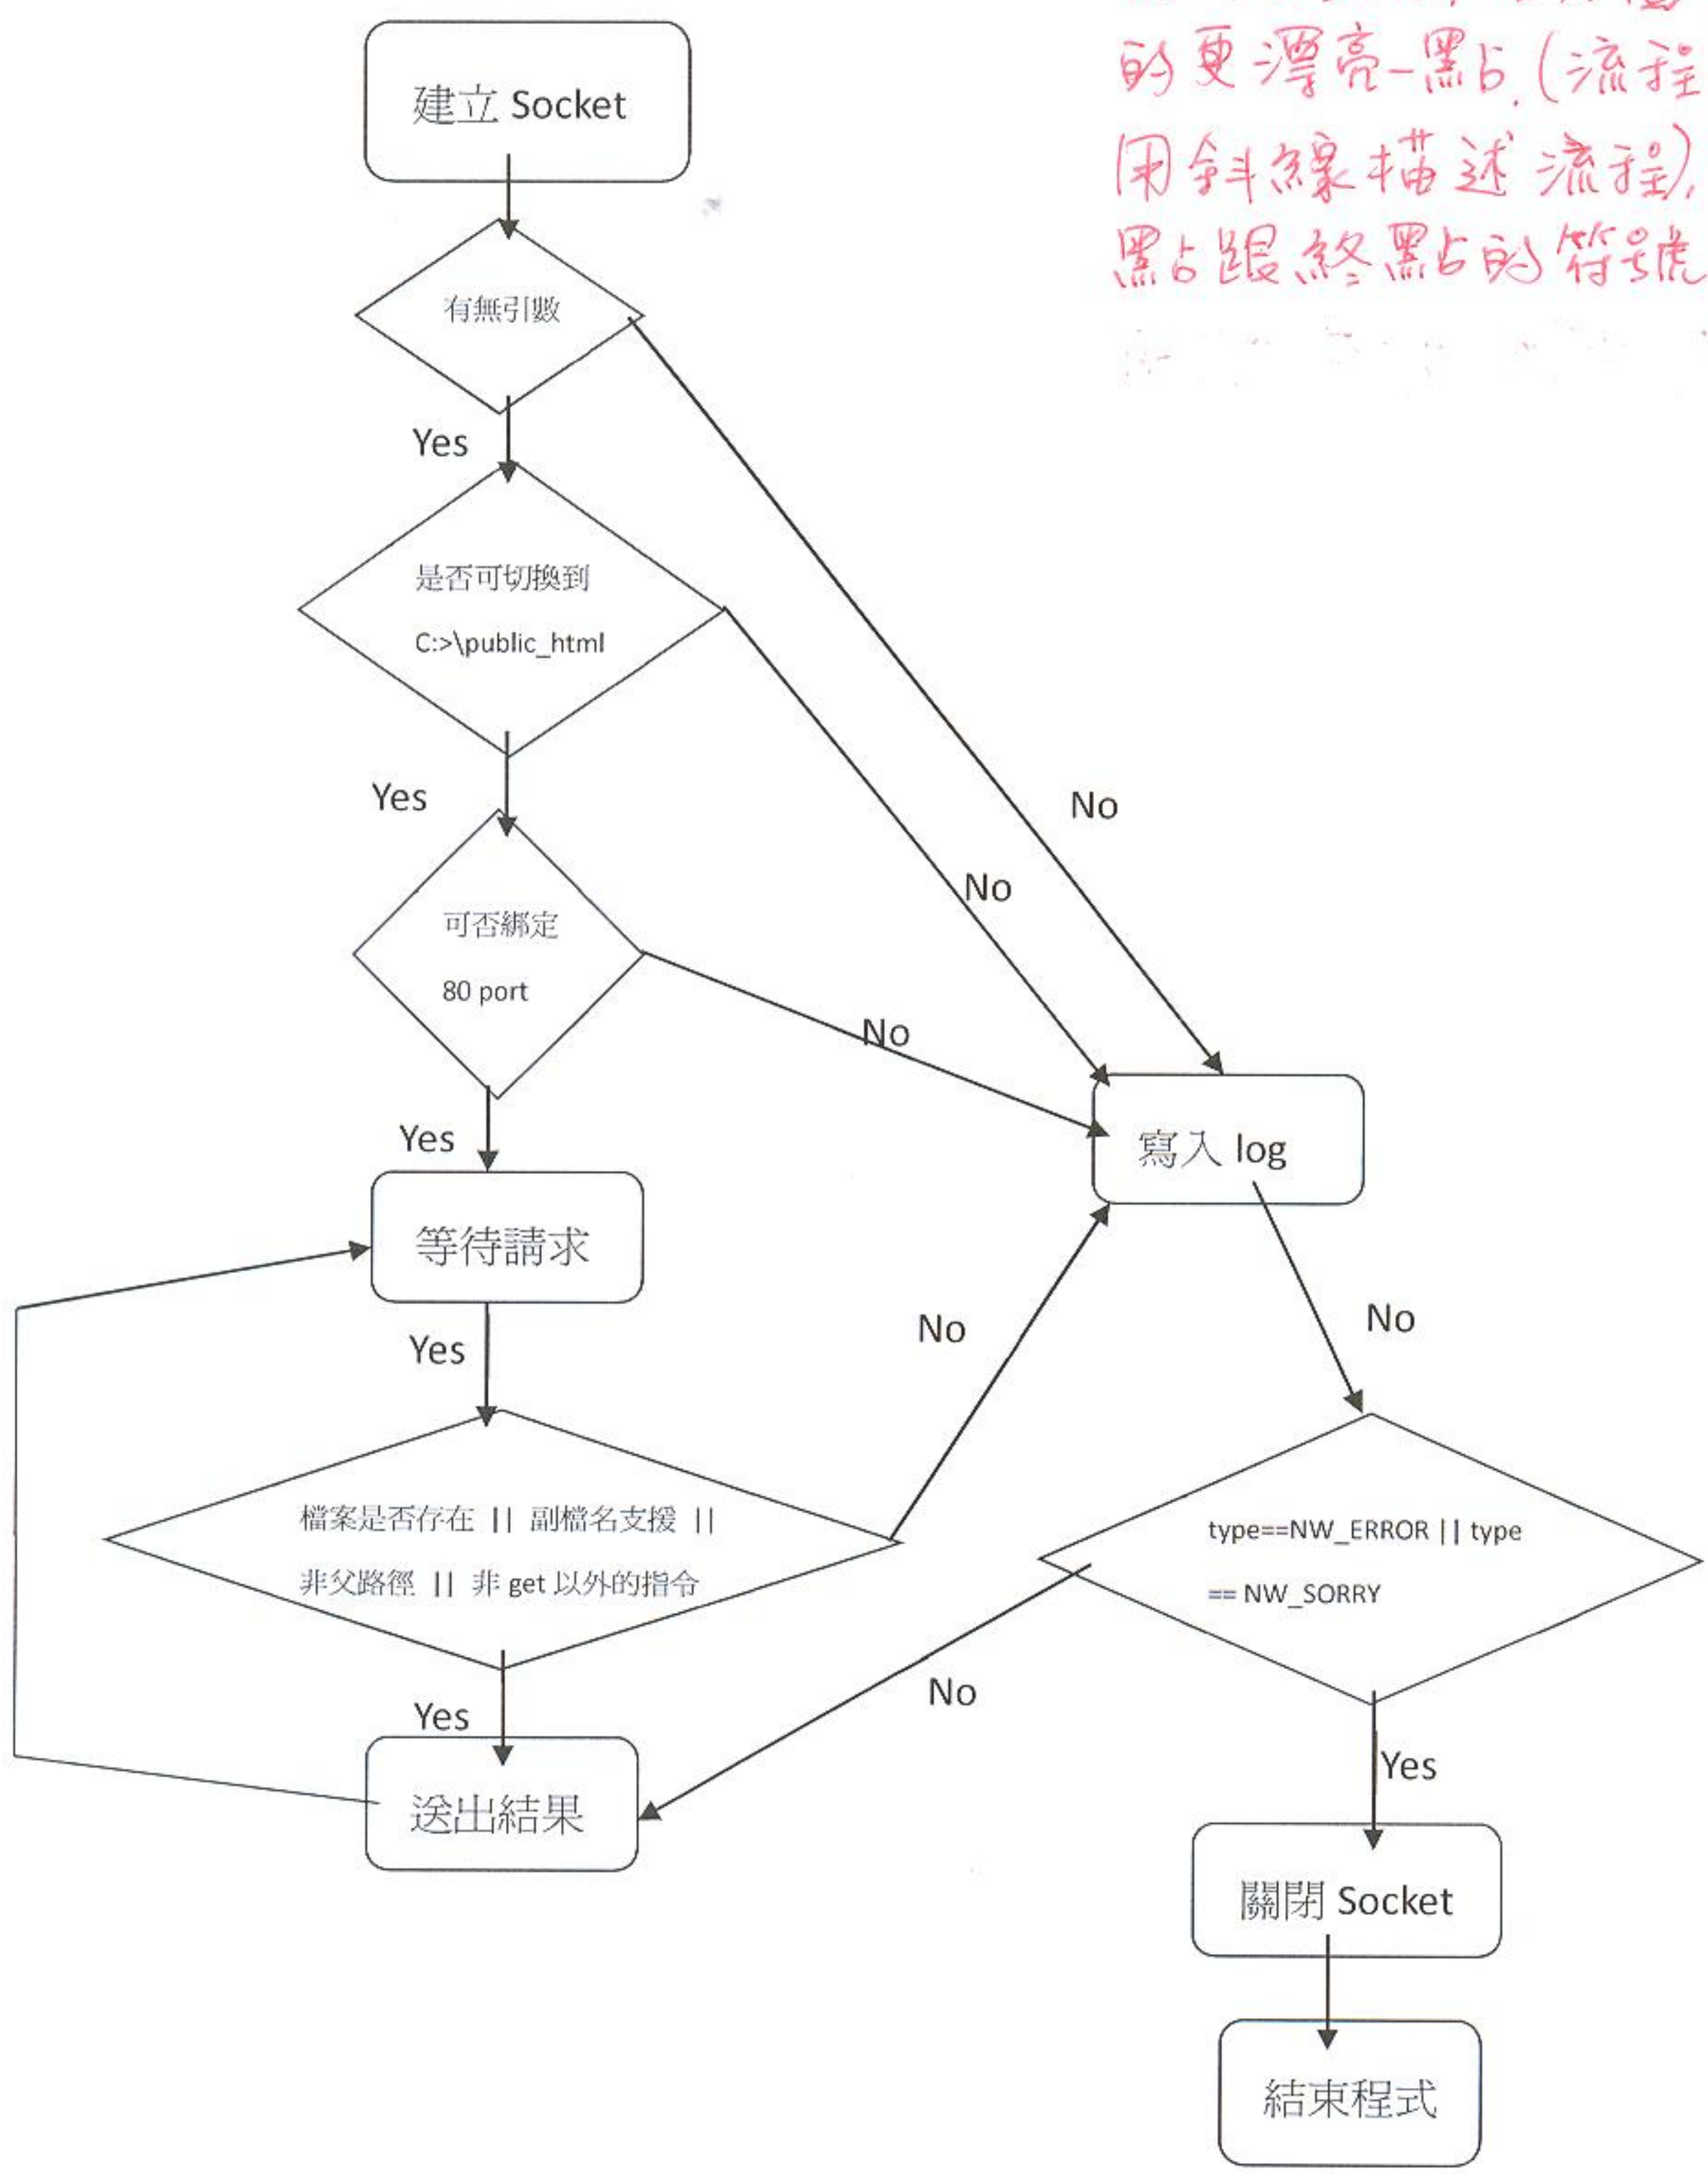 的更漂亮一點.(流程
用斜線描述流程),
點跟終點的符號
建立 Socket
有無引數
Yes
是否可切換到
C:>\public_html
Yes
No
No
可否綁定
80 port
No
Yes
寫入 log
等待請求
Yes
No
No
檔案是否存在 || 副檔名支援 ||
非父路徑 || 非 get 以外的指令
type==NW_ERROR || type
== NW_SORRY
Yes
No
送出結果
Yes
關閉 Socket
結束程式